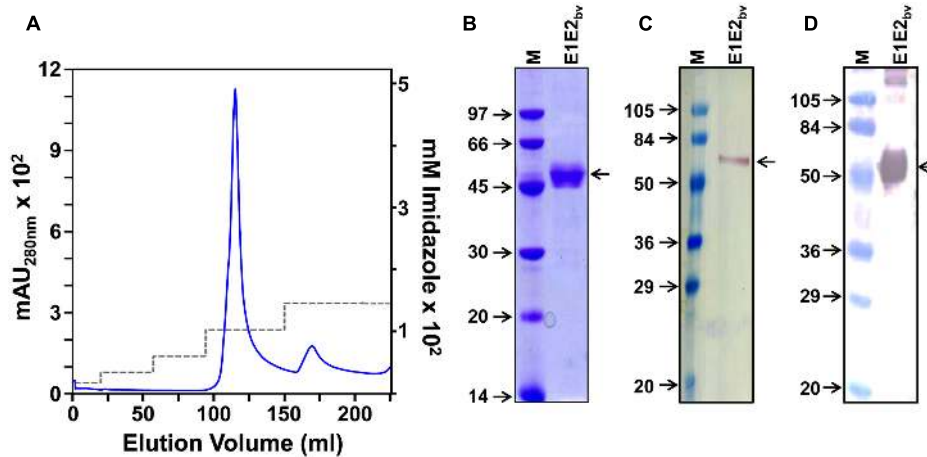 A
12
9
6
3
0
mAU280nm x 10²
5
3
1
mM Imidazole x 10²
0 50 100 150 200
Elution Volume (ml)
B
M E1E2bv
97
66
45
30
20
14
C
M E1E2bv
105
84
50
36
29
20
D
M E1E2bv
105
84
50
36
29
20